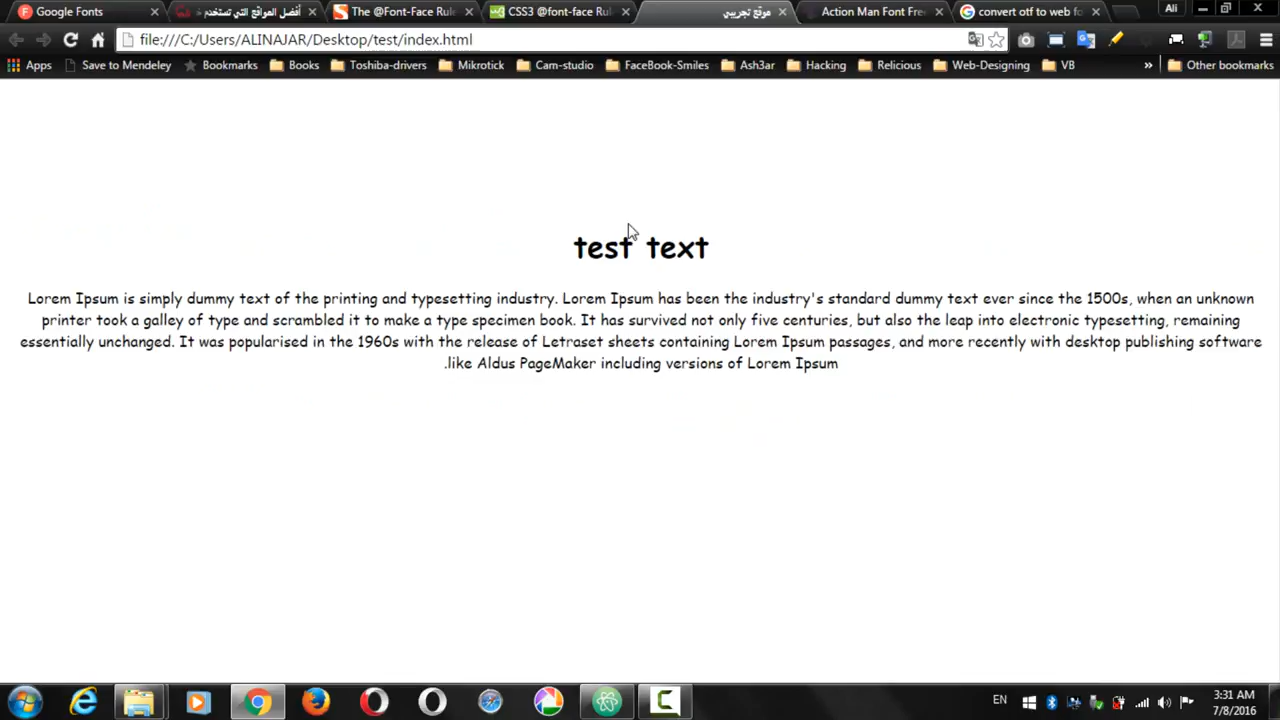 Google Fonts
أفضل المواقع التي تستخدم
The @Font-Face Rule
CSS3 @font-face Rul
موقع تجريبي
Action Man Font Fre
convert otf to web fo
Ali
file:///C:/Users/ALINAJAR/Desktop/test/index.html
Apps
Save to Mendeley
Bookmarks
Books
Toshiba-drivers
Mikrotick
Cam-studio
FaceBook-Smiles
Ash3ar
Hacking
Relicious
Web-Designing
VB
»
Other bookmarks
test text
Lorem Ipsum is simply dummy text of the printing and typesetting industry. Lorem Ipsum has been the industry's standard dummy text ever since the 1500s, when an unknown
printer took a galley of type and scrambled it to make a type specimen book. It has survived not only five centuries, but also the leap into electronic typesetting, remaining
essentially unchanged. It was popularised in the 1960s with the release of Letraset sheets containing Lorem Ipsum passages, and more recently with desktop publishing software
.like Aldus PageMaker including versions of Lorem Ipsum
EN
3:31 AM
7/8/2016